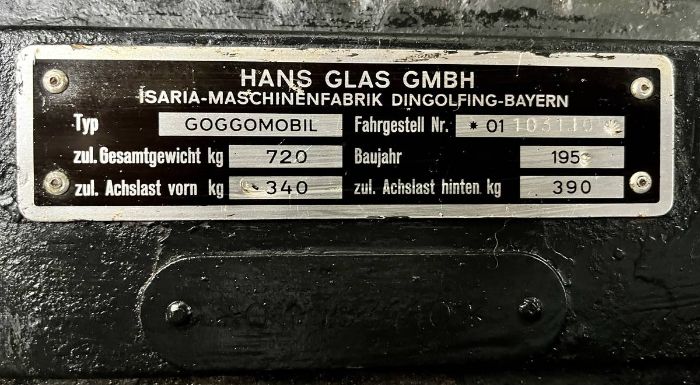 HANS GLAS GMBH
ISARIA-MASCHINENFABRIK DINGOLFING-BAYERN
Typ GOGGOMOBIL Fahrgestell Nr. * 01
zul. Gesamtgewicht kg 720 Baujahr 195
zul. Achslast vorn kg 340 zul. Achslast hinten kg 390